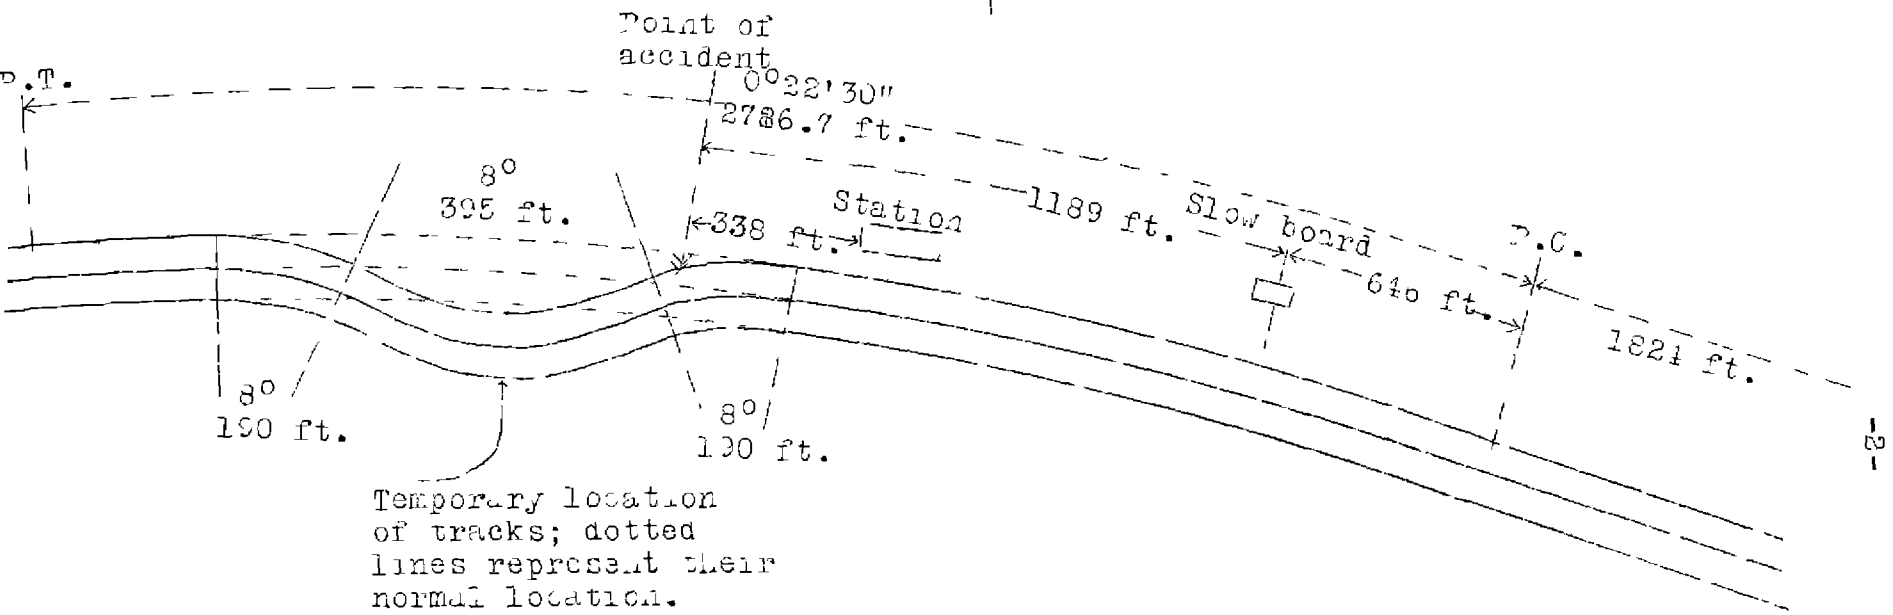 Point of
accident
P.T.
0°22'30"
2786.7 ft.
8°
395 ft.
Station
338 ft.
1189 ft.
Slow board
P.C.
640 ft.
1824 ft.
8°
190 ft.
8°
190 ft.
-2-
Temporary location
of tracks; dotted
lines represent their
normal location.